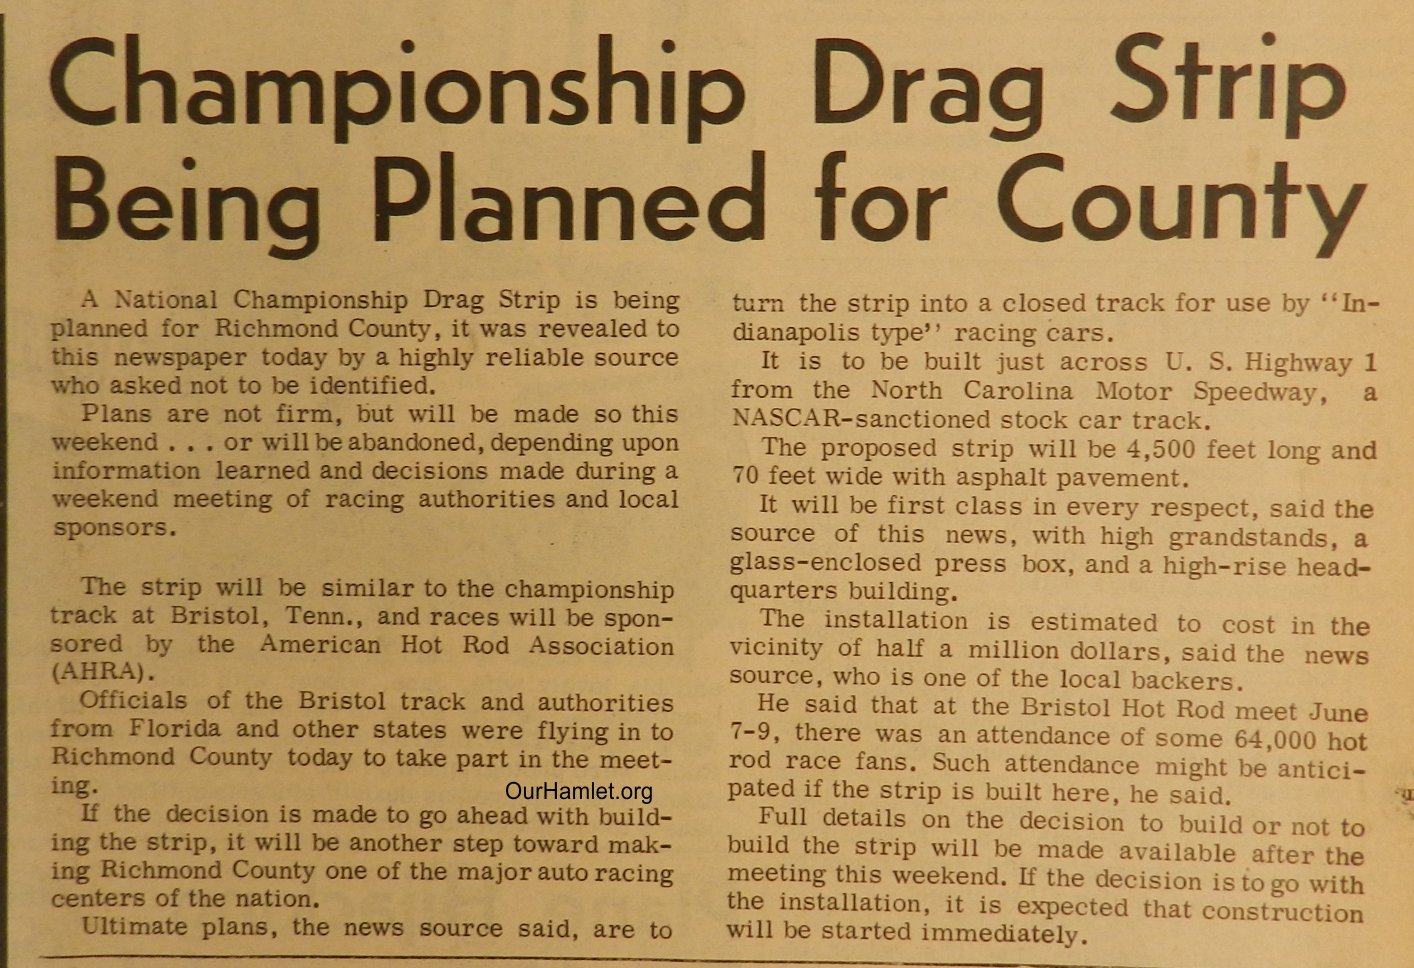 Championship Drag Strip
Being Planned for County
A National Championship Drag Strip is being
planned for Richmond County, it was revealed to
this newspaper today by a highly reliable source
who asked not to be identified.
Plans are not firm, but will be made so this
weekend . . . or will be abandoned, depending upon
information learned and decisions made during a
weekend meeting of racing authorities and local
sponsors.
The strip will be similar to the championship
track at Bristol, Tenn., and races will be spon-
sored by the American Hot Rod Association
(AHRA).
Officials of the Bristol track and authorities
from Florida and other states were flying in to
Richmond County today to take part in the meet-
ing.
If the decision is made to go ahead with build-
ing the strip, it will be another step toward mak-
ing Richmond County one of the major auto racing
centers of the nation.
Ultimate plans, the news source said, are to
turn the strip into a closed track for use by "In-
dianapolis type" racing cars.
It is to be built just across U. S. Highway 1
from the North Carolina Motor Speedway, a
NASCAR-sanctioned stock car track.
The proposed strip will be 4,500 feet long and
70 feet wide with asphalt pavement.
It will be first class in every respect, said the
source of this news, with high grandstands, a
glass-enclosed press box, and a high-rise head-
quarters building.
The installation is estimated to cost in the
vicinity of half a million dollars, said the news
source, who is one of the local backers.
He said that at the Bristol Hot Rod meet June
7-9, there was an attendance of some 64,000 hot
rod race fans. Such attendance might be antici-
pated if the strip is built here, he said.
Full details on the decision to build or not to
build the strip will be made available after the
meeting this weekend. If the decision is to go with
the installation, it is expected that construction
will be started immediately.
OurHamlet.org